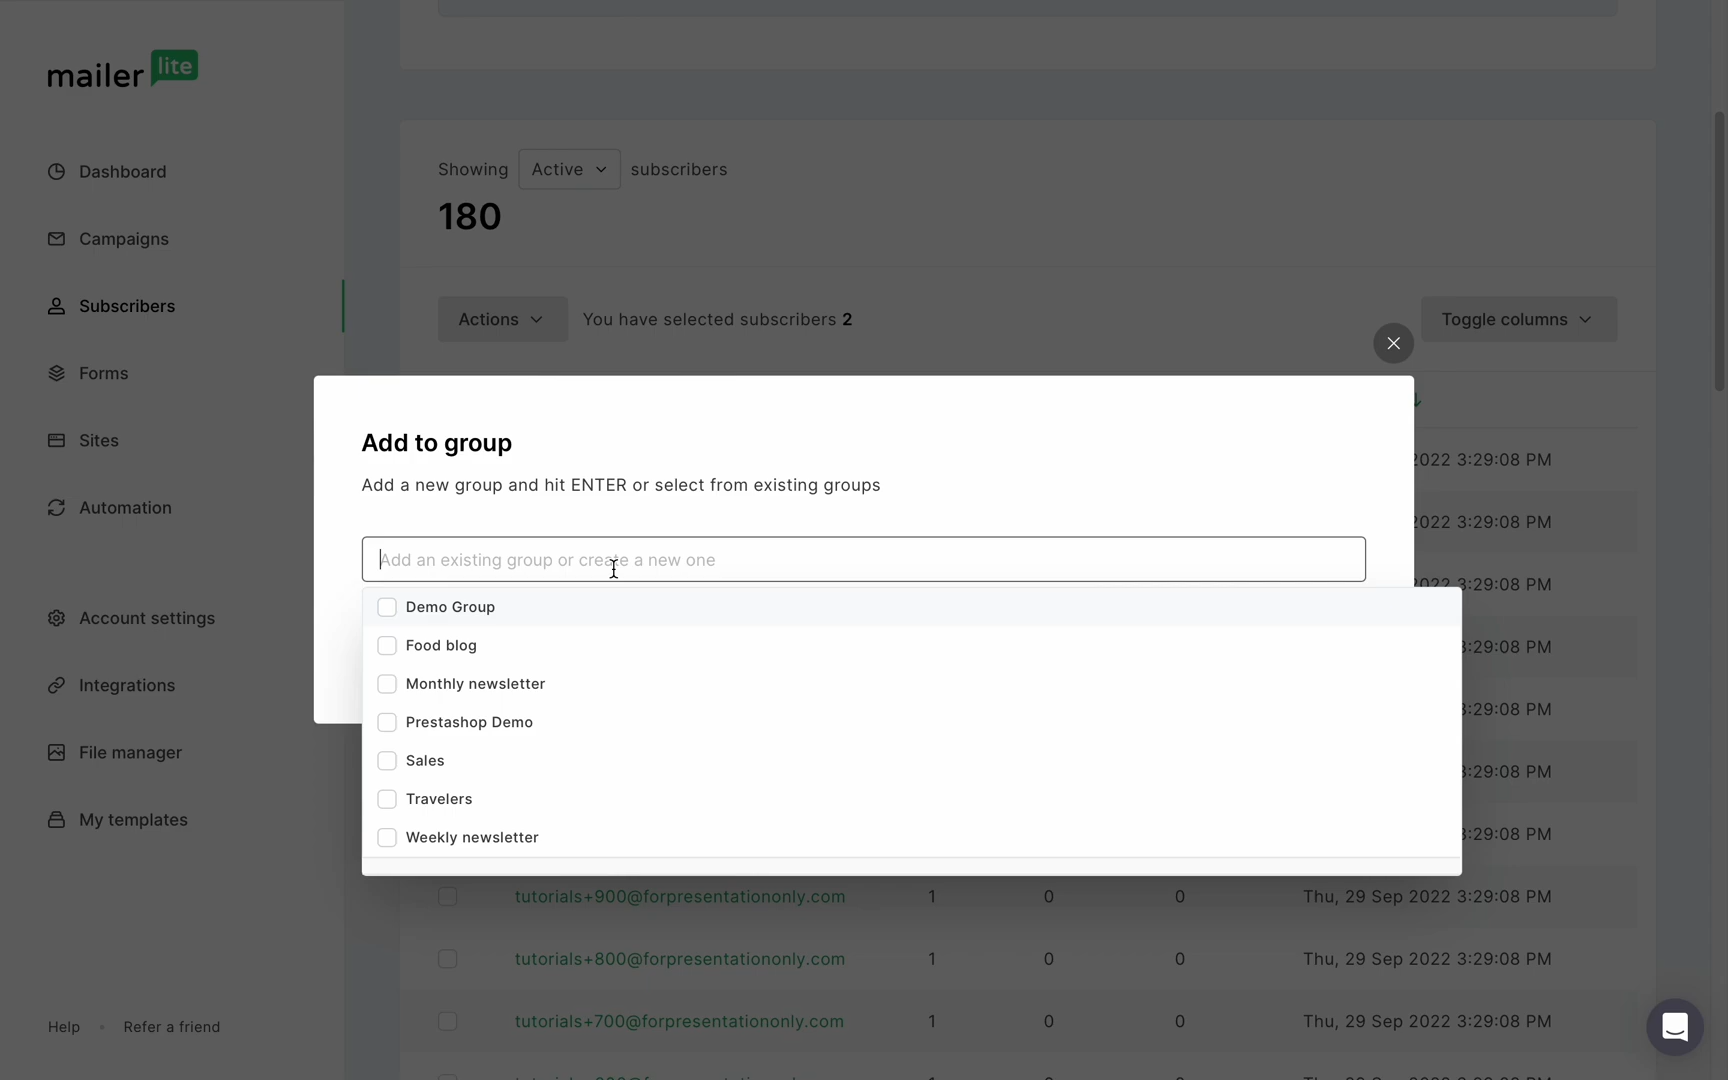 mailer lite
Dashboard
Campaigns
Subscribers
Forms
Sites
Automation
Account settings
Integrations
File manager
My templates
Help • Refer a friend
Showing Active subscribers
180
Actions You have selected subscribers 2 Toggle columns
Add to group
Add a new group and hit ENTER or select from existing groups
Add an existing group or create a new one
Demo Group
Food blog
Monthly newsletter
Prestashop Demo
Sales
Travelers
Weekly newsletter
2022 3:29:08 PM
2022 3:29:08 PM
2022 3:29:08 PM
3:29:08 PM
3:29:08 PM
3:29:08 PM
3:29:08 PM
tutorials+900@forpresentationonly.com 1 0 0 Thu, 29 Sep 2022 3:29:08 PM
tutorials+800@forpresentationonly.com 1 0 0 Thu, 29 Sep 2022 3:29:08 PM
tutorials+700@forpresentationonly.com 1 0 0 Thu, 29 Sep 2022 3:29:08 PM